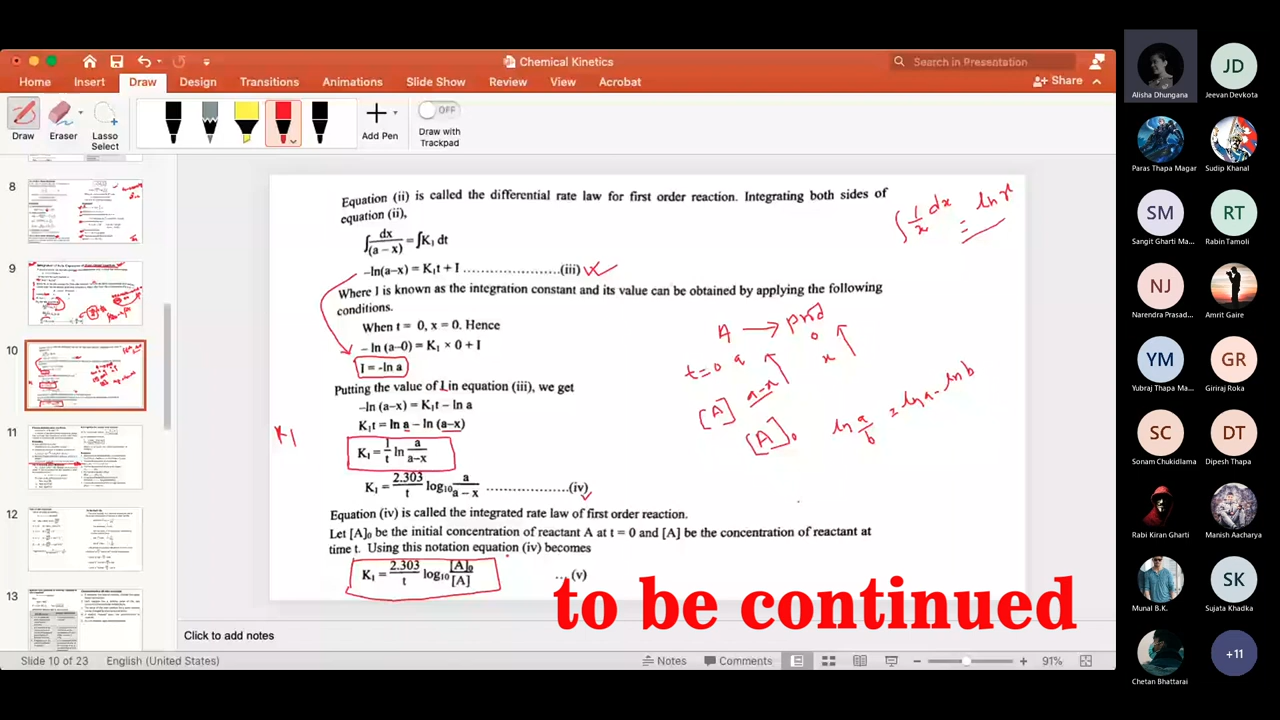 Chemical Kinetics
Search in Presentation
Home Insert Draw Design Transitions Animations Slide Show Review View Acrobat
Share
OFF
Draw Eraser Lasso Select Add Pen Draw with Trackpad
8
9
10
11
12
13
Equation (ii) is called the differential rate law for first order reaction, integrating both sides of
equation (ii),
∫dx/(a – x) = ∫K₁ dt
–ln(a–x) = K₁t + I ........................(iii)
Where I is known as the integration constant and its value can be obtained by applying the following
conditions.
When t = 0, x = 0. Hence
– ln (a–0) = K₁ × 0 + I
I = -ln a
Putting the value of I in equation (iii), we get
–ln (a–x) = K₁t – ln a
K₁t = ln a – ln (a–x)
K₁ = 1/t ln a/a-x
K₁ = 2.303/t log₁₀ a/a – x ........................(iv)
Equation (iv) is called the integrated rate law of first order reaction.
Let [A]₀ be the initial concentration of reactant A at t = 0 and [A] be the concentration of reactant at
time t. Using this notation equation (iv) becomes
K₁ = 2.303/t log₁₀ [A]₀/[A] ...(v)
∫ dx/x ln x
A → prod
t=0 a 0
a-x x
[A]
[A]
ln a/b = ln a - ln b
K₁
to be continued
Click to add notes
Slide 10 of 23 English (United States) Notes Comments 91%
Alisha Dhungana
JD
Jeevan Devkota
Paras Thapa Magar
Sudip Khanal
SM
Sangit Gharti Ma...
RT
Rabin Tamoli
NJ
Narendra Prasad...
Amrit Gaire
YM
Yubraj Thapa Ma...
GR
Giriraj Roka
SC
Sonam Chukidlama
DT
Dipesh Thapa
Rabi Kiran Gharti
Manish Aacharya
Munal B.K.
SK
Sujata Khadka
Chetan Bhattarai
+11